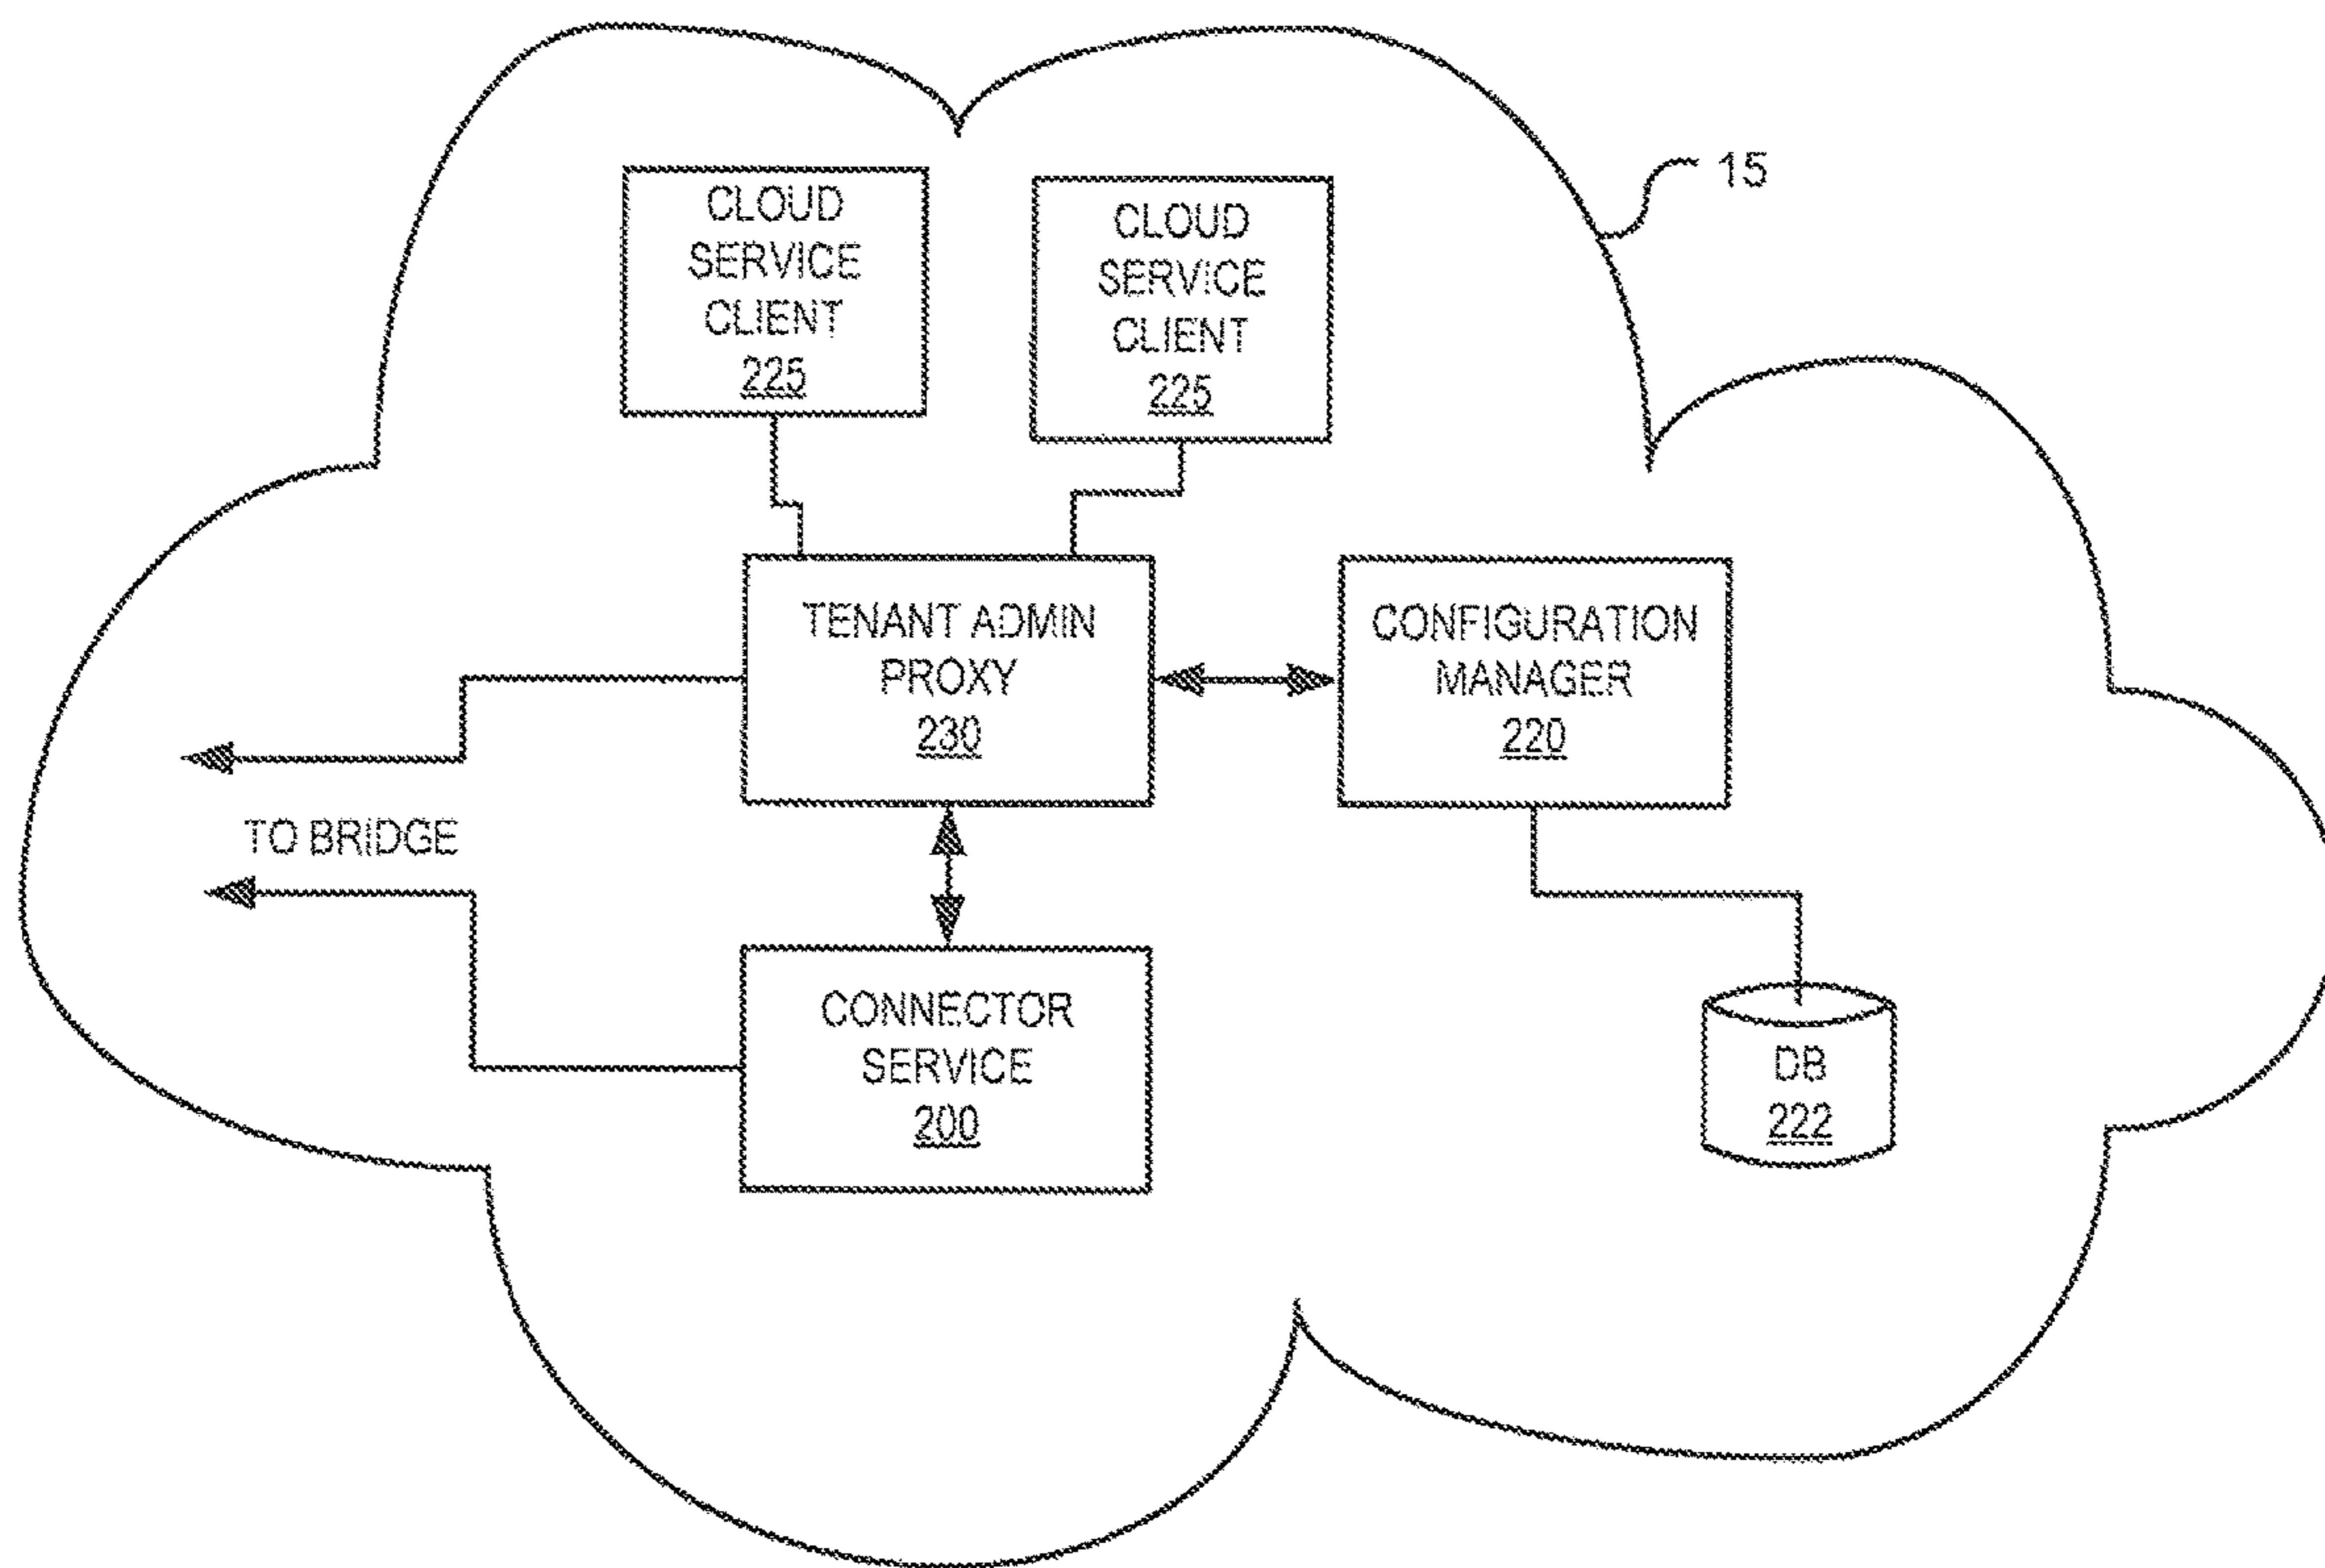 CLOUD
SERVICE
CLIENT
225
CLOUD
SERVICE
CLIENT
225
15
TENANT ADMIN
PROXY
230
CONFIGURATION
MANAGER
220
TO BRIDGE
CONNECTOR
SERVICE
200
DB
222